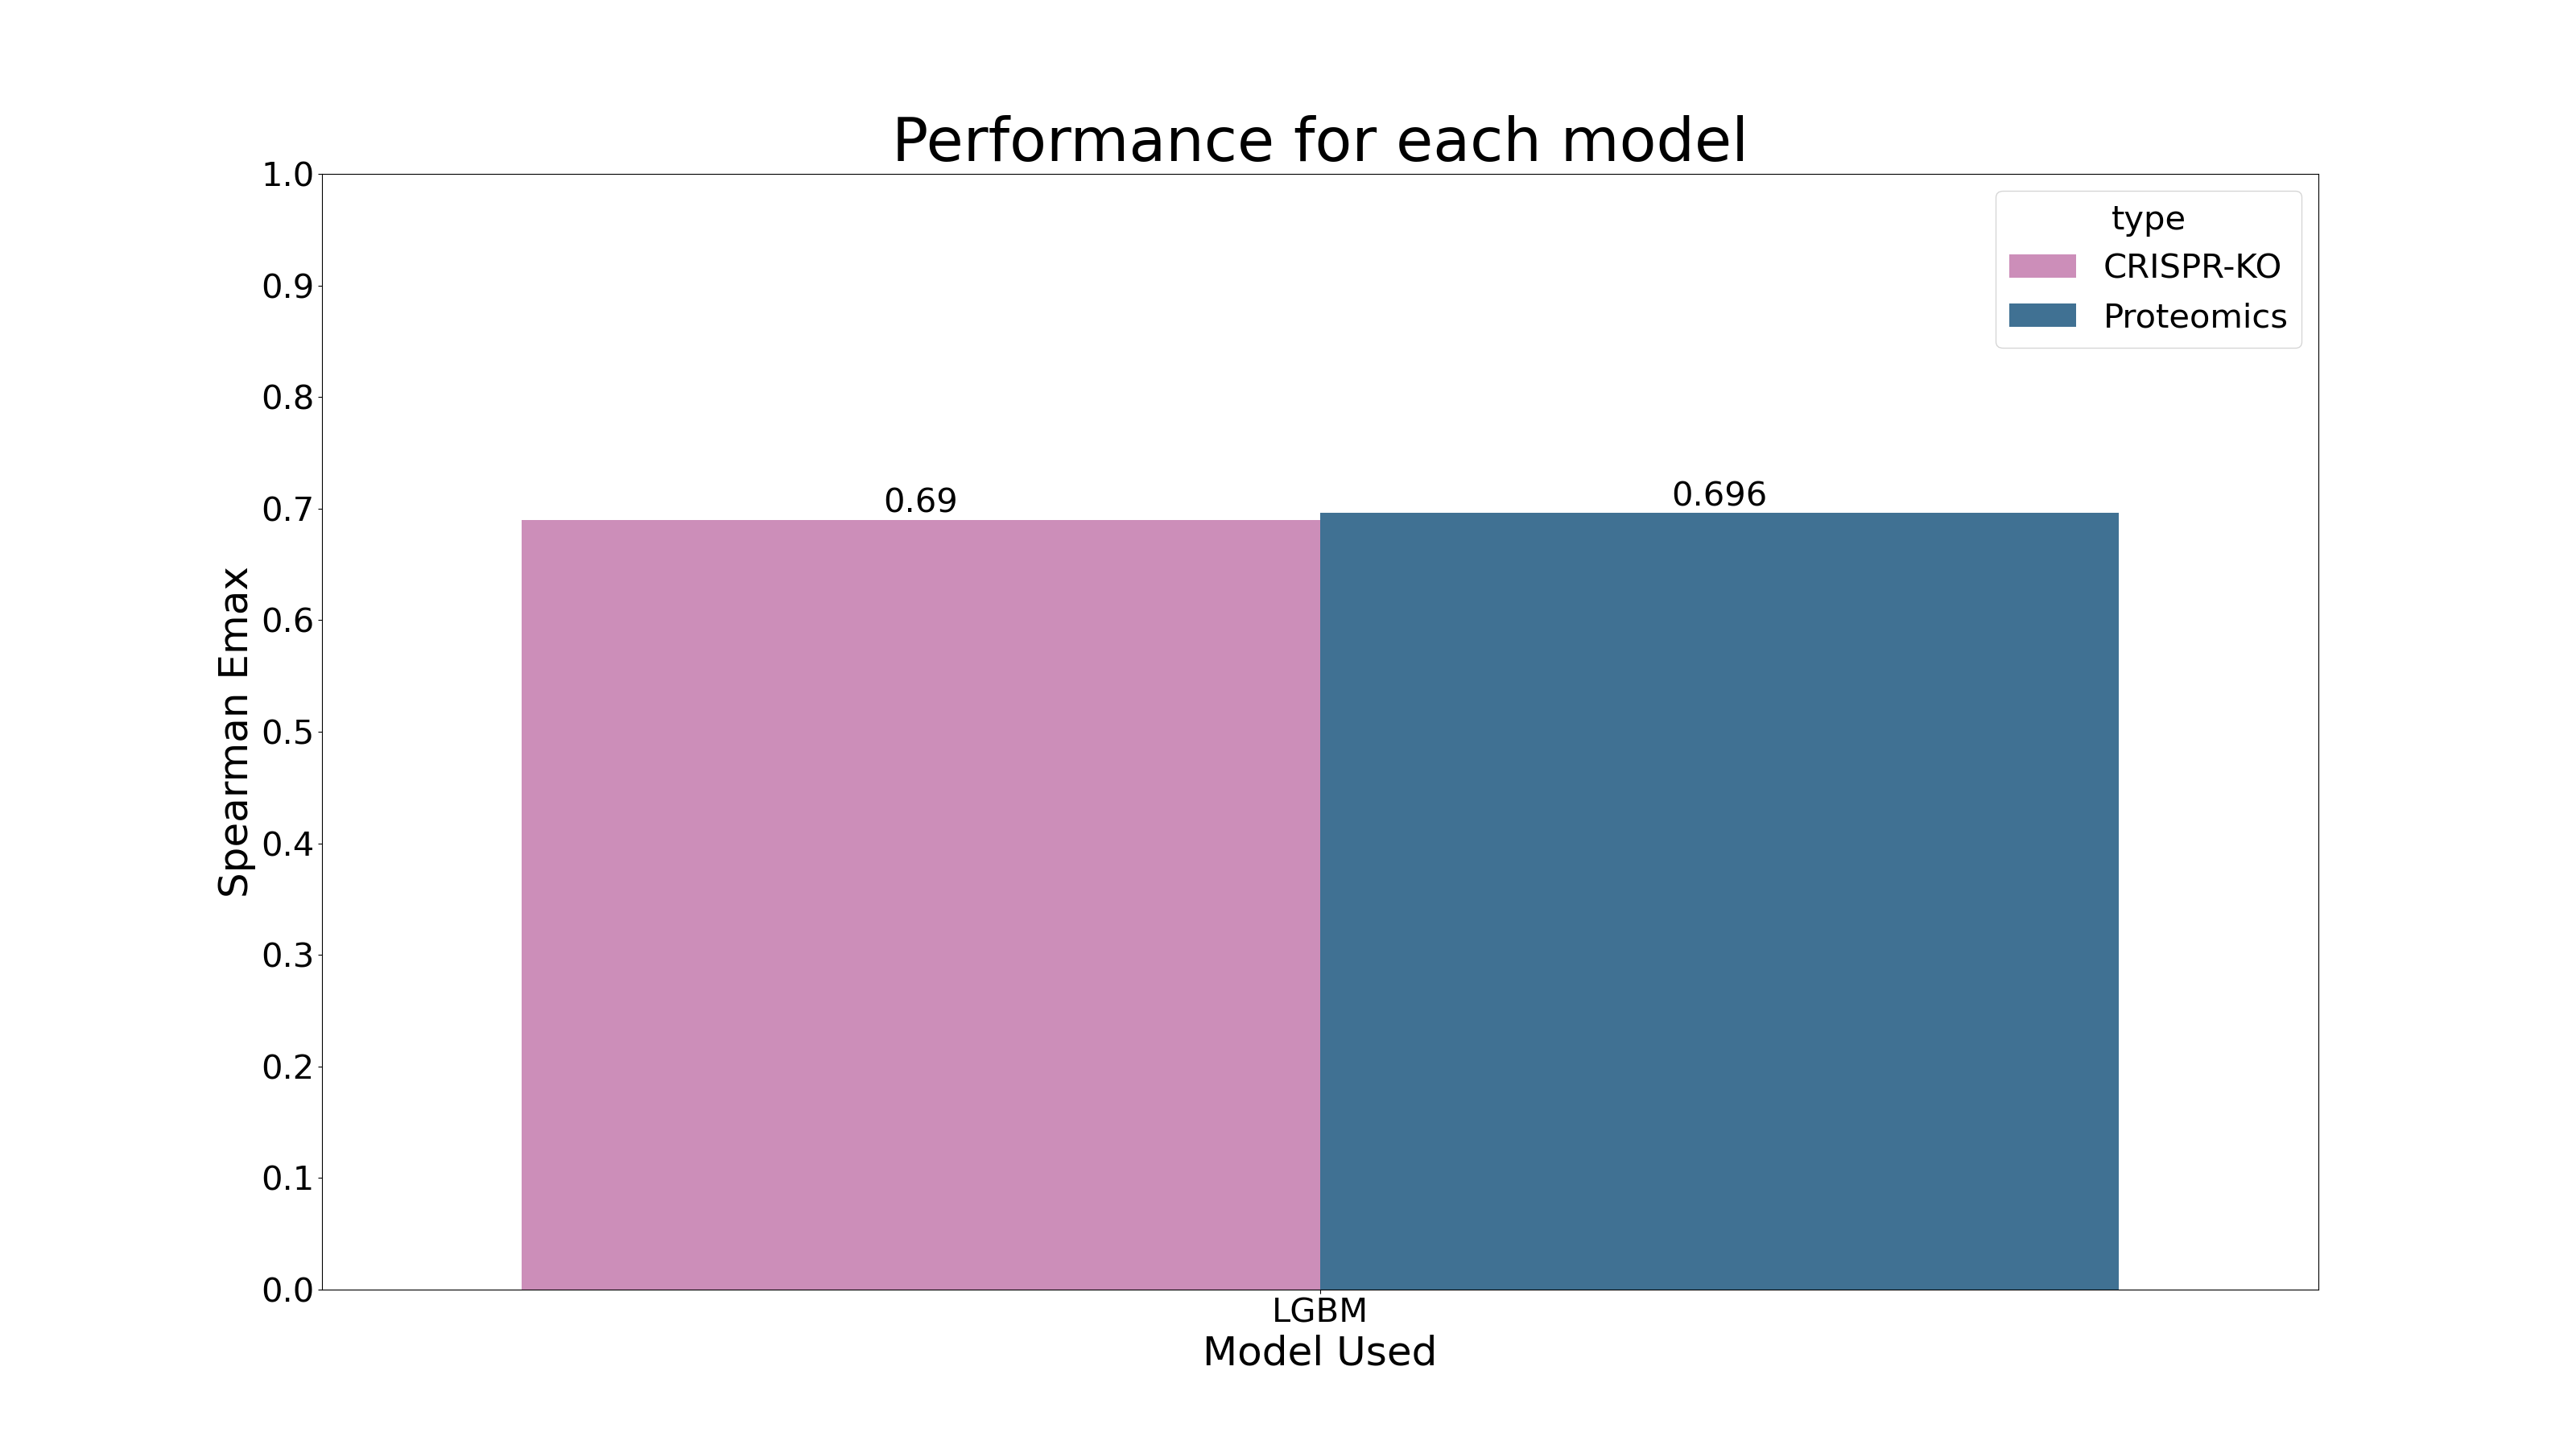 Performance for each model
1.0
0.9
0.8
0.7
0.6
0.5
0.4
0.3
0.2
0.1
0.0
Spearman Emax
type
CRISPR-KO
Proteomics
0.69
0.696
LGBM
Model Used